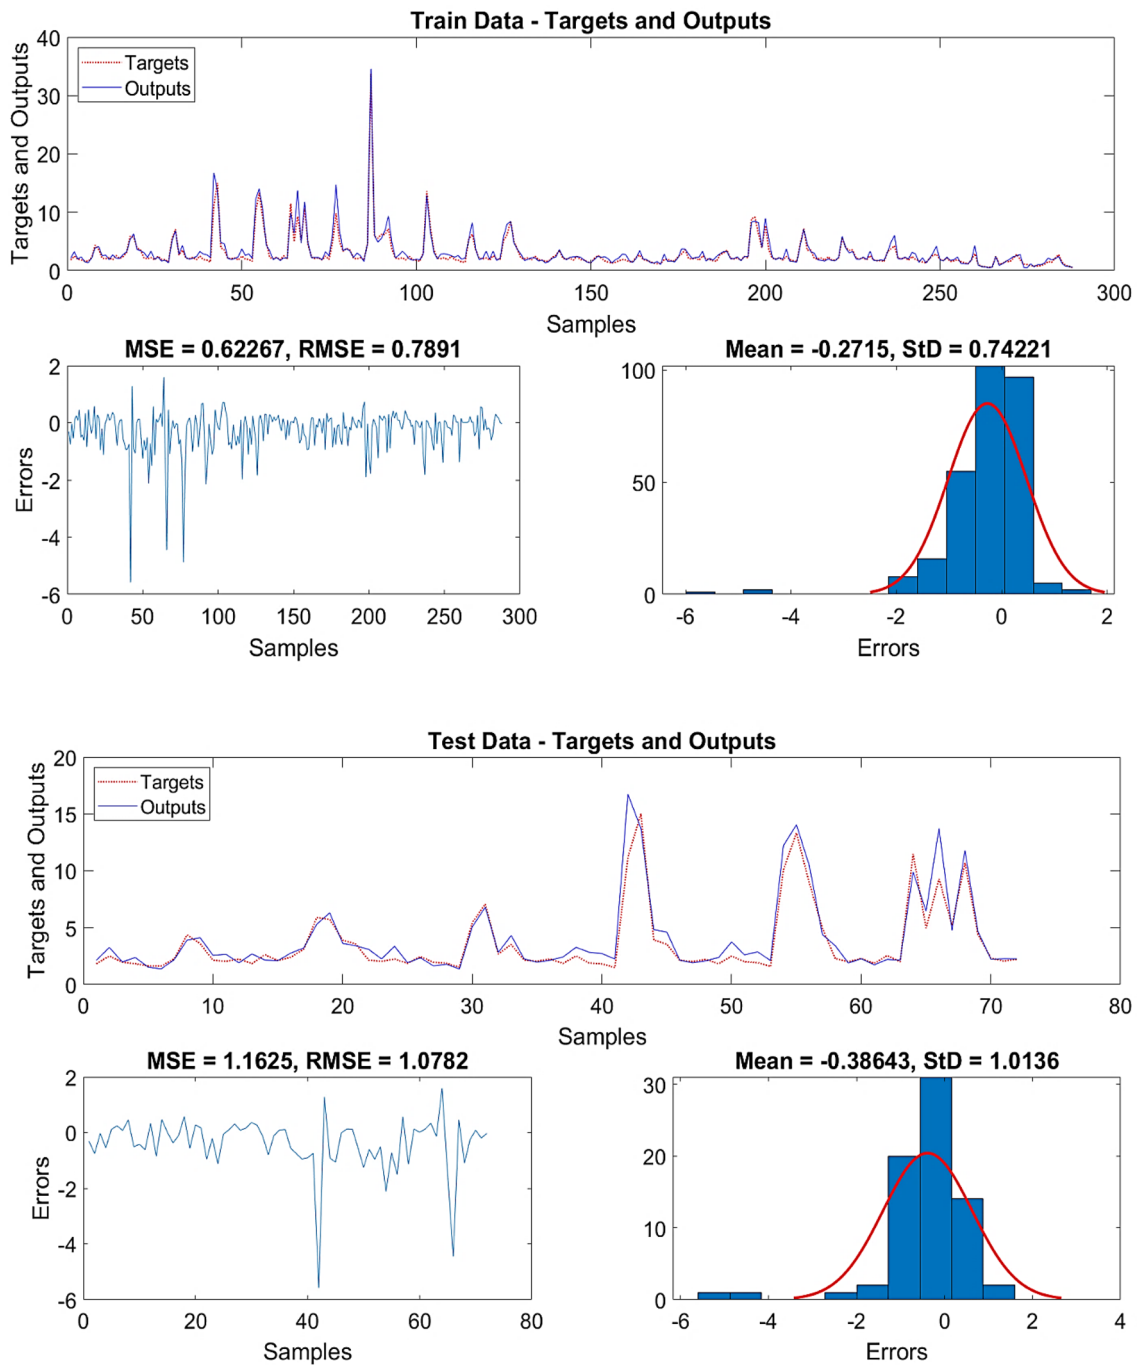 Train Data - Targets and Outputs
Targets and Outputs
40
30
20
10
0
Targets
Outputs
0 50 100 150 200 250 300
Samples
MSE = 0.62267, RMSE = 0.7891
Errors
2
0
-2
-4
-6
0 50 100 150 200 250 300
Samples
Mean = -0.2715, StD = 0.74221
100
50
0
-6 -4 -2 0 2
Errors
Test Data - Targets and Outputs
Targets and Outputs
20
15
10
5
0
Targets
Outputs
0 10 20 30 40 50 60 70 80
Samples
MSE = 1.1625, RMSE = 1.0782
Errors
2
0
-2
-4
-6
0 20 40 60 80
Samples
Mean = -0.38643, StD = 1.0136
30
20
10
0
-6 -4 -2 0 2 4
Errors